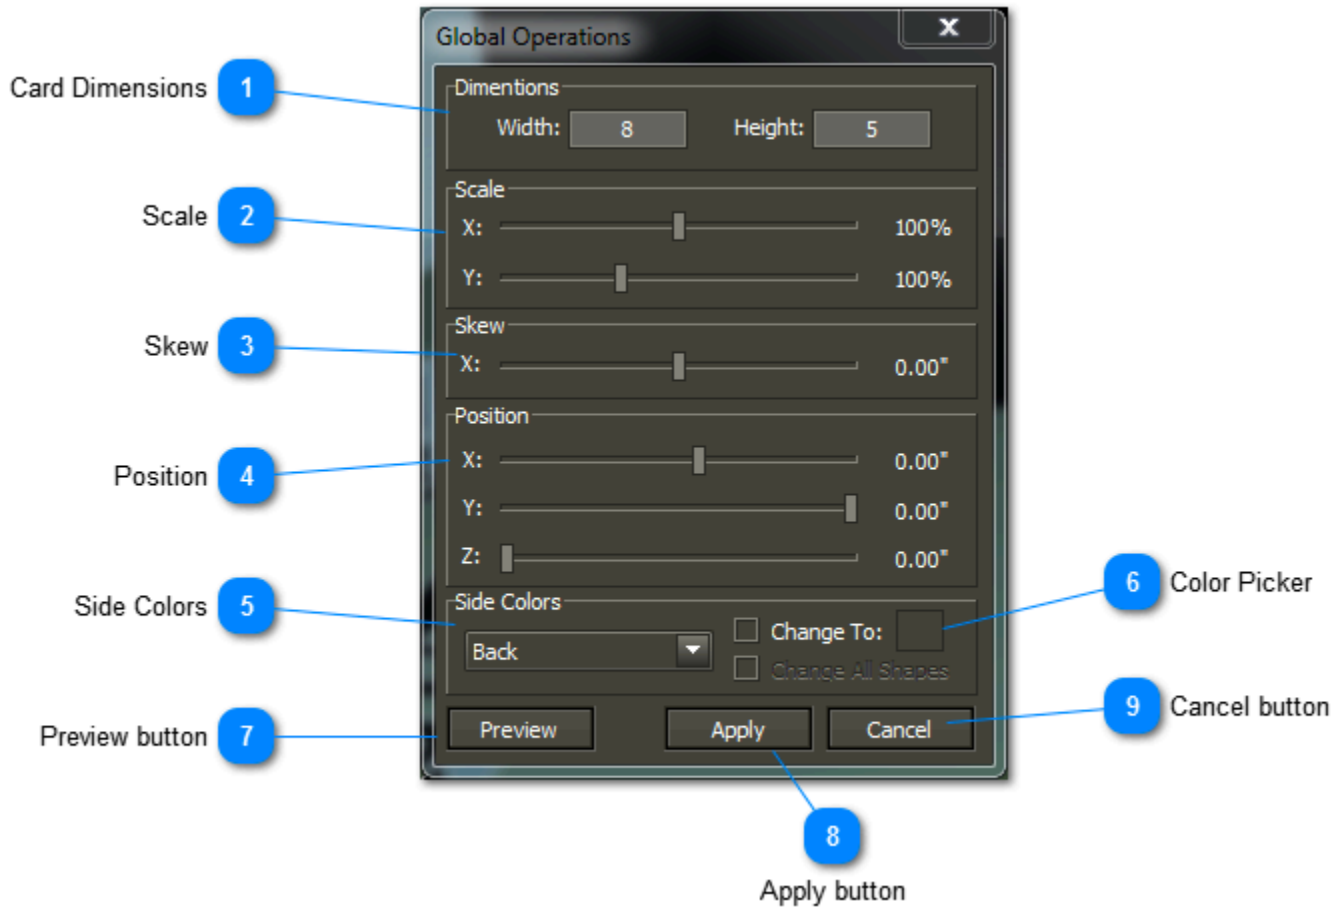 Global Operations
X
Card Dimensions 1
Dimentions
Width: 8 Height: 5
Scale 2
Scale
X: 100%
Y: 100%
Skew 3
Skew
X: 0.00"
Position 4
Position
X: 0.00"
Y: 0.00"
Z: 0.00"
Side Colors 5
Side Colors
Back
Change To:
Change All Shapes
6 Color Picker
Preview button 7
Preview Apply Cancel
9 Cancel button
8
Apply button